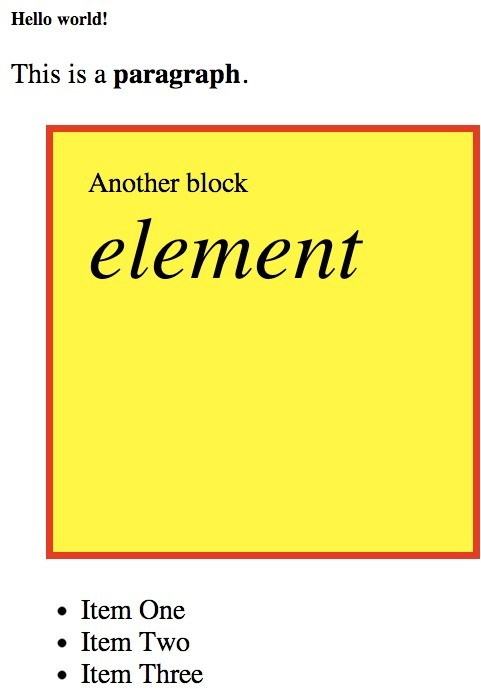 Hello world!
This is a paragraph.
Another block
element
Item One
Item Two
Item Three